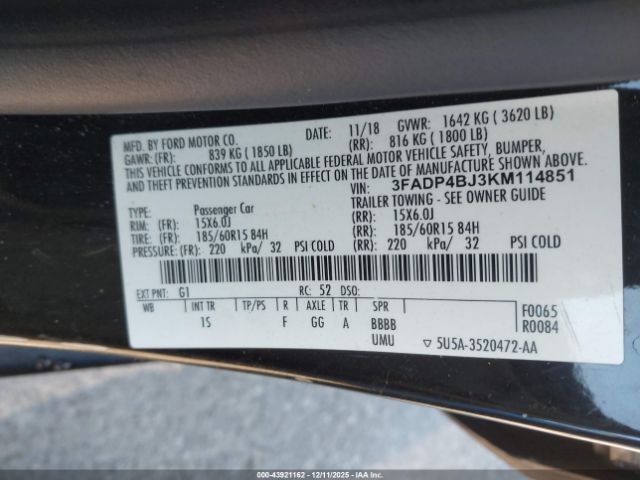 MFD. BY FORD MOTOR CO. DATE: 11/18 GVWR: 1642 KG ( 3620 LB)
GAWR: (FR): 839 KG ( 1850 LB) (RR): 816 KG ( 1800 LB)
THIS VEHICLE CONFORMS TO ALL APPLICABLE FEDERAL MOTOR VEHICLE SAFETY, BUMPER,
AND THEFT PREVENTION STANDARDS IN EFFECT ON THE DATE OF MANUFACTURE SHOWN ABOVE.
VIN: 3FADP4BJ3KM114851
TYPE: Passenger Car TRAILER TOWING - SEE OWNER GUIDE
RIM: (FR): 15X6.0J (RR): 15X6.0J
TIRE: (FR): 185/60R15 84H (RR): 185/60R15 84H
PRESSURE: (FR): 220 kPa/ 32 PSI COLD (RR): 220 kPa/ 32 PSI COLD
EXT PNT: G1 RC: 52 DSO:
WB INT TR TP/PS R AXLE TR SPR
1S F GG A BBBB
UMU
F0065
R0084
▽ 5U5A-3520472-AA
000-43921162 - 12/11/2025 - COPYRIGHT IAA, LLC